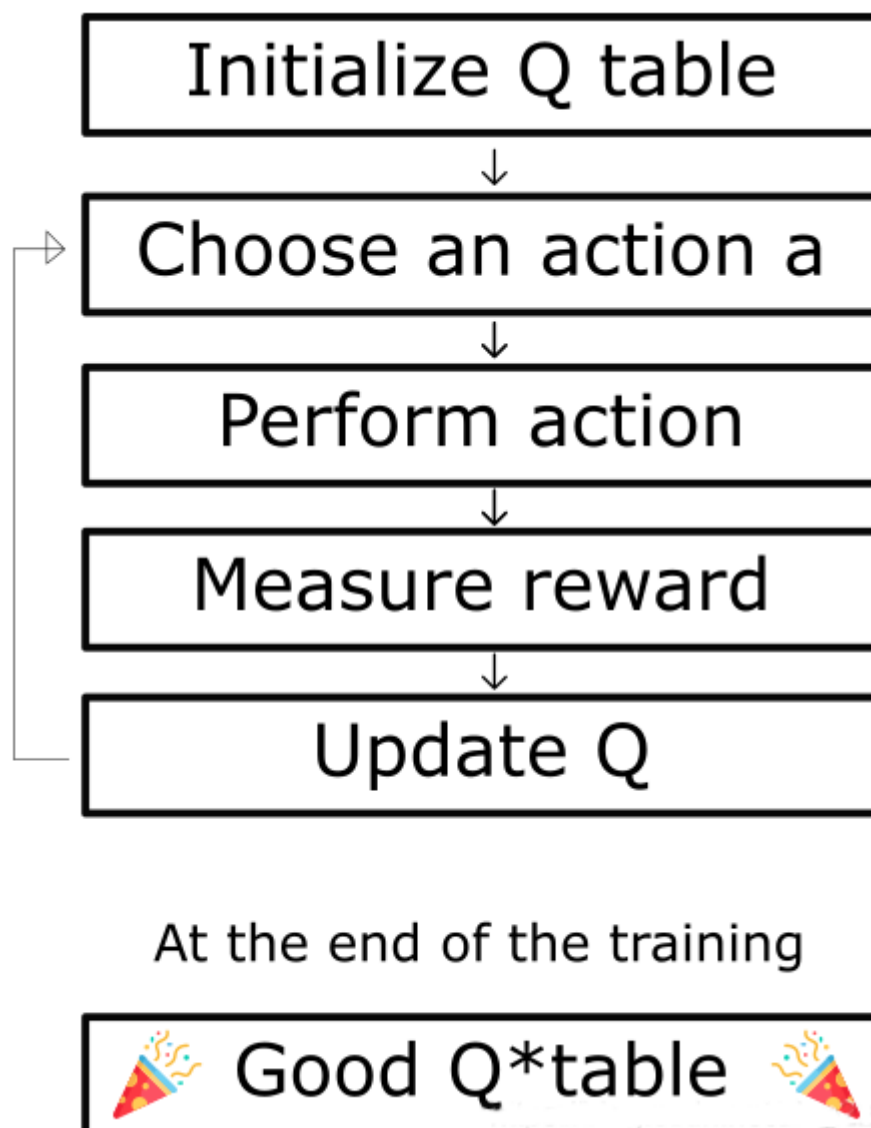 Initialize Q table
Choose an action a
Perform action
Measure reward
Update Q
At the end of the training
Good Q*table